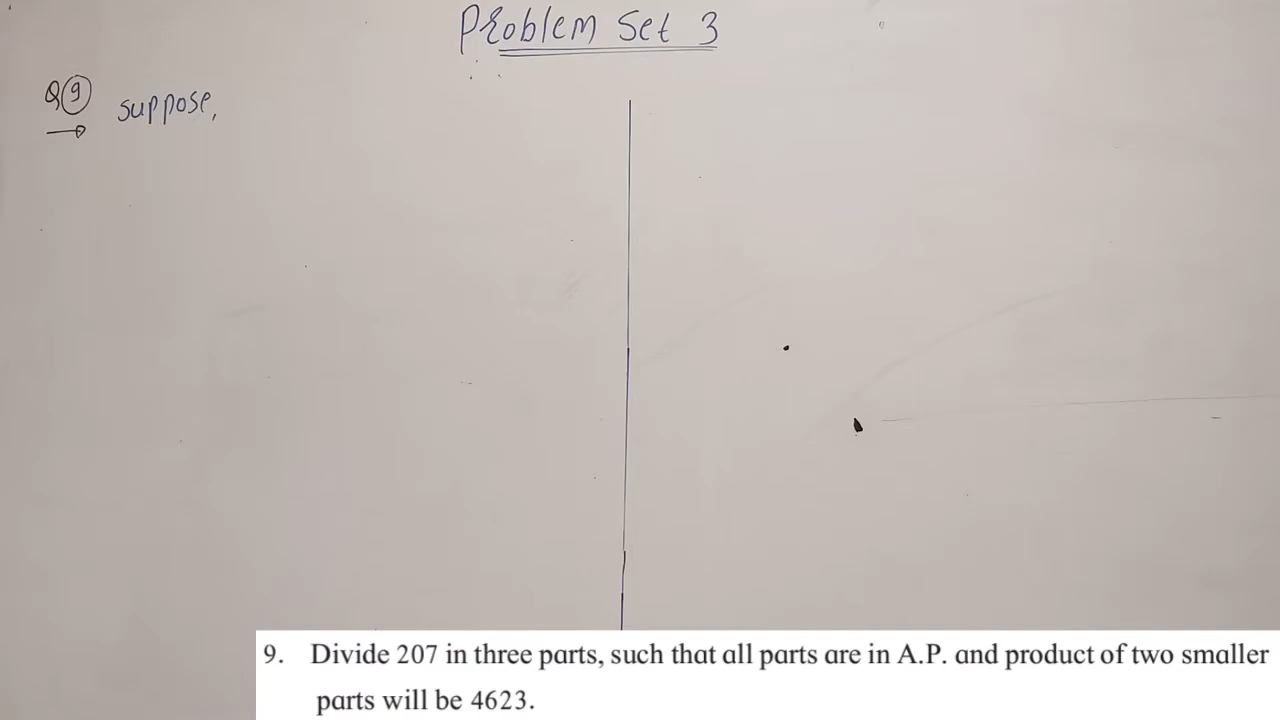 Problem Set 3
Q 9 suppose,
9. Divide 207 in three parts, such that all parts are in A.P. and product of two smaller
parts will be 4623.